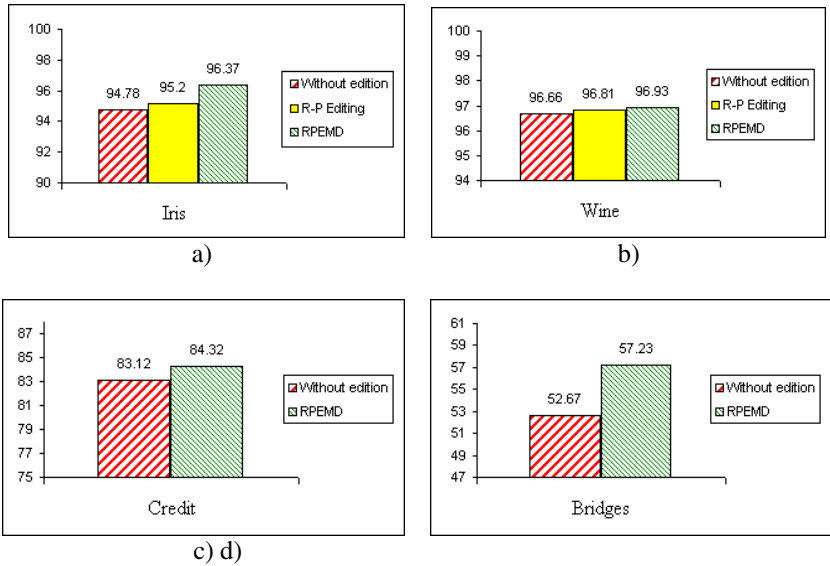 100
98
96
94
92
90
94.78
95.2
96.37
Without edition
R-P Editing
RPEMD
Iris
a)
100
99
98
97
96
95
94
96.66
96.81
96.93
Without edition
R-P Editing
RPEMD
Wine
b)
87
85
83
81
79
77
75
83.12
84.32
Without edition
RPEMD
Credit
61
59
57
55
53
51
49
47
52.67
57.23
Without edition
RPEMD
Bridges
c) d)